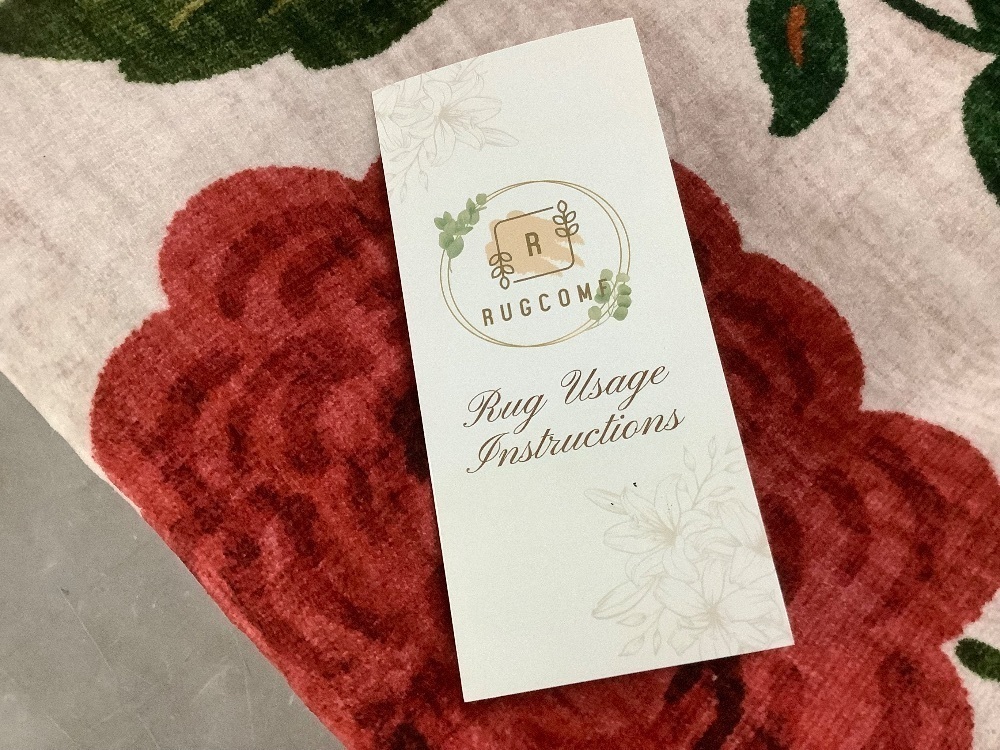 R
RUGCOMF
Rug Usage
Instructions